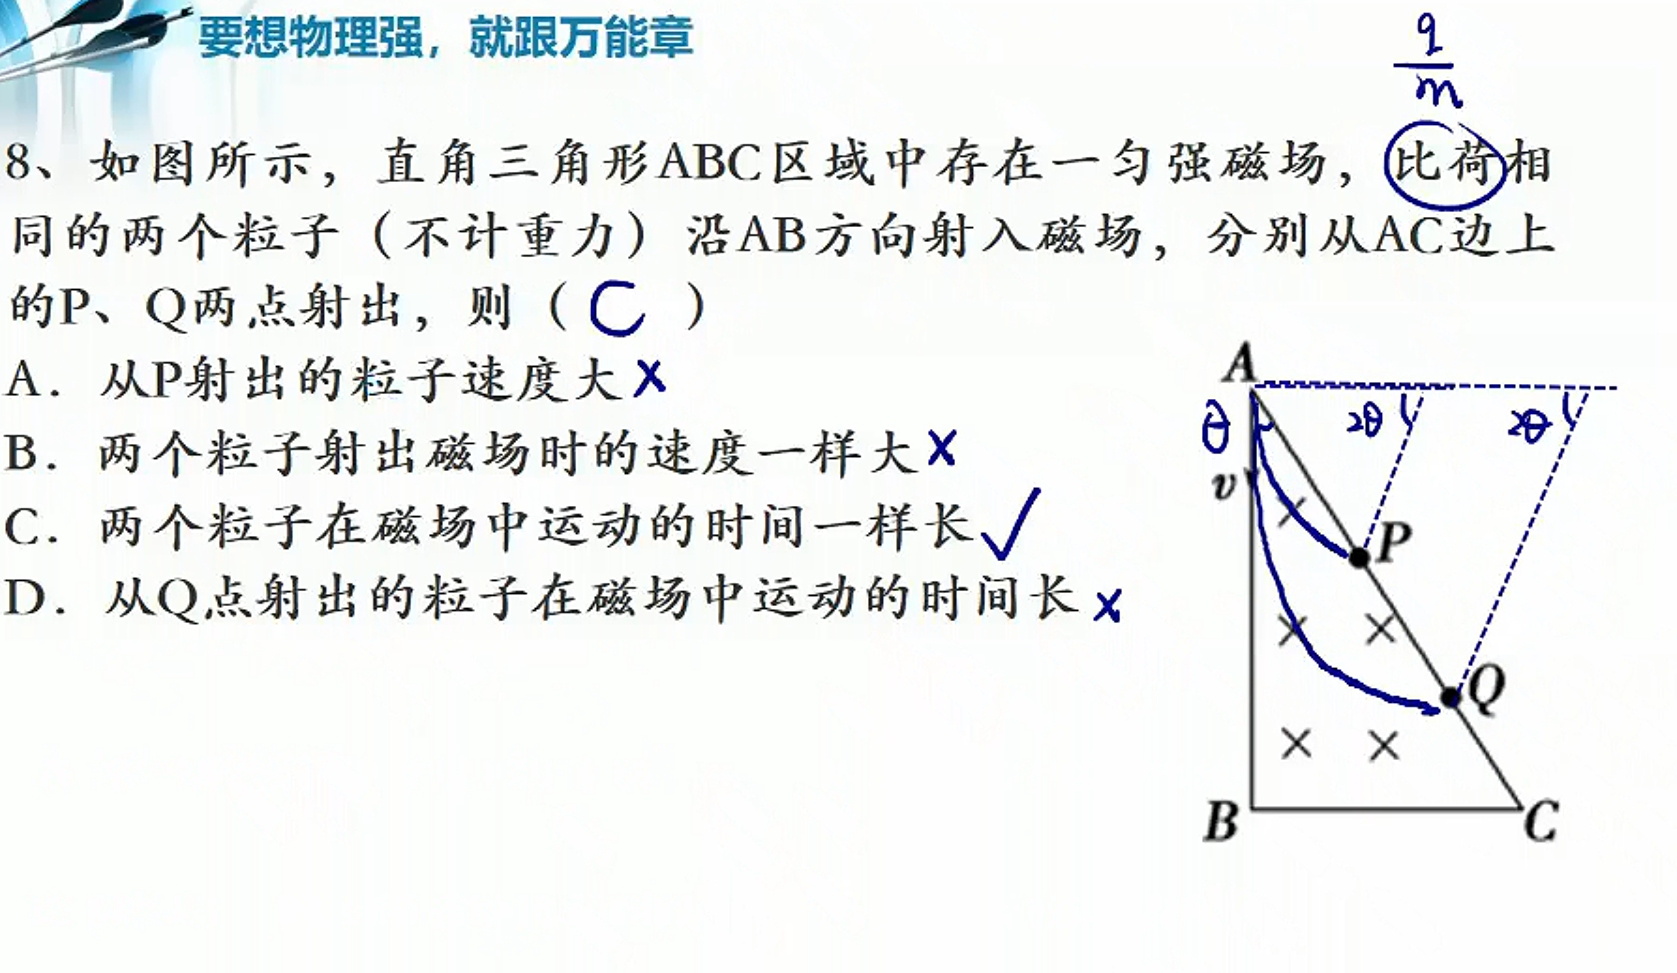 要想物理强，就跟万能章
q
m
8、如图所示，直角三角形ABC区域中存在一匀强磁场，比荷相
同的两个粒子（不计重力）沿AB方向射入磁场，分别从AC边上
的P、Q两点射出，则（ C ）
A．从P射出的粒子速度大 ×
B．两个粒子射出磁场时的速度一样大 ×
C．两个粒子在磁场中运动的时间一样长 √
D．从Q点射出的粒子在磁场中运动的时间长 ×
A
θ 2θ 2θ
v
P
Q
B C